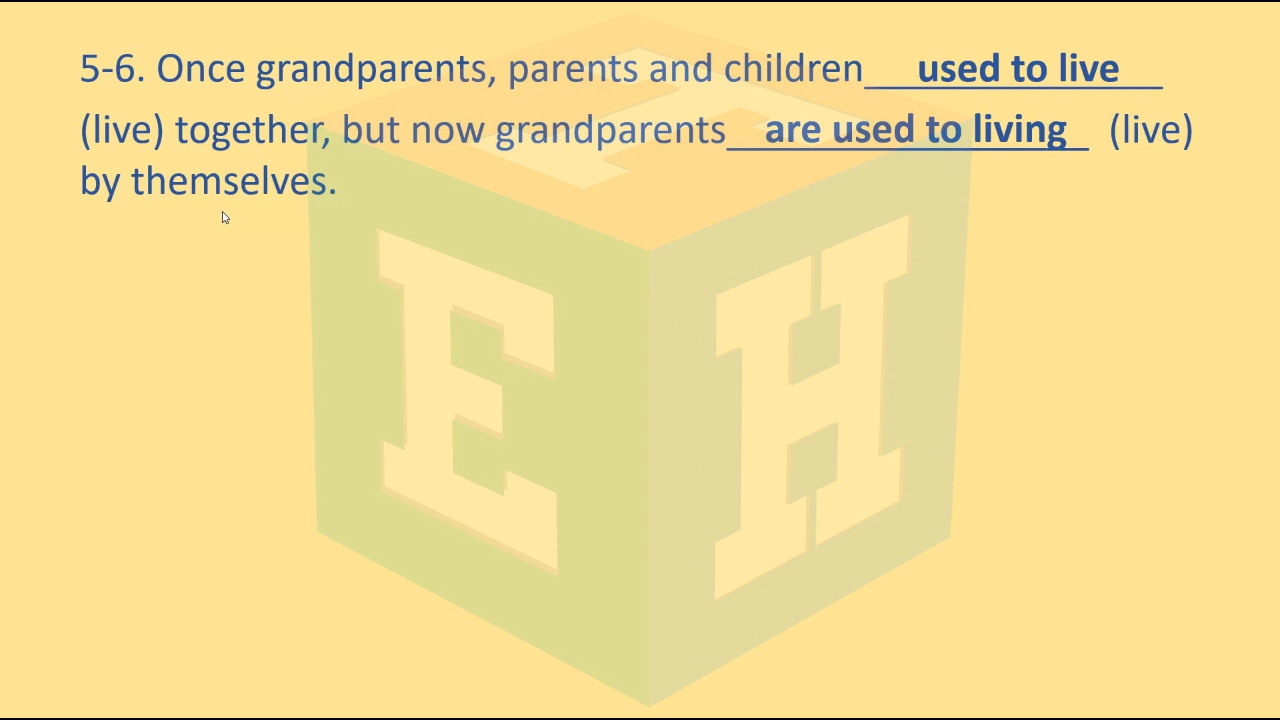 5-6. Once grandparents, parents and children used to live
(live) together, but now grandparents are used to living (live)
by themselves.
E H